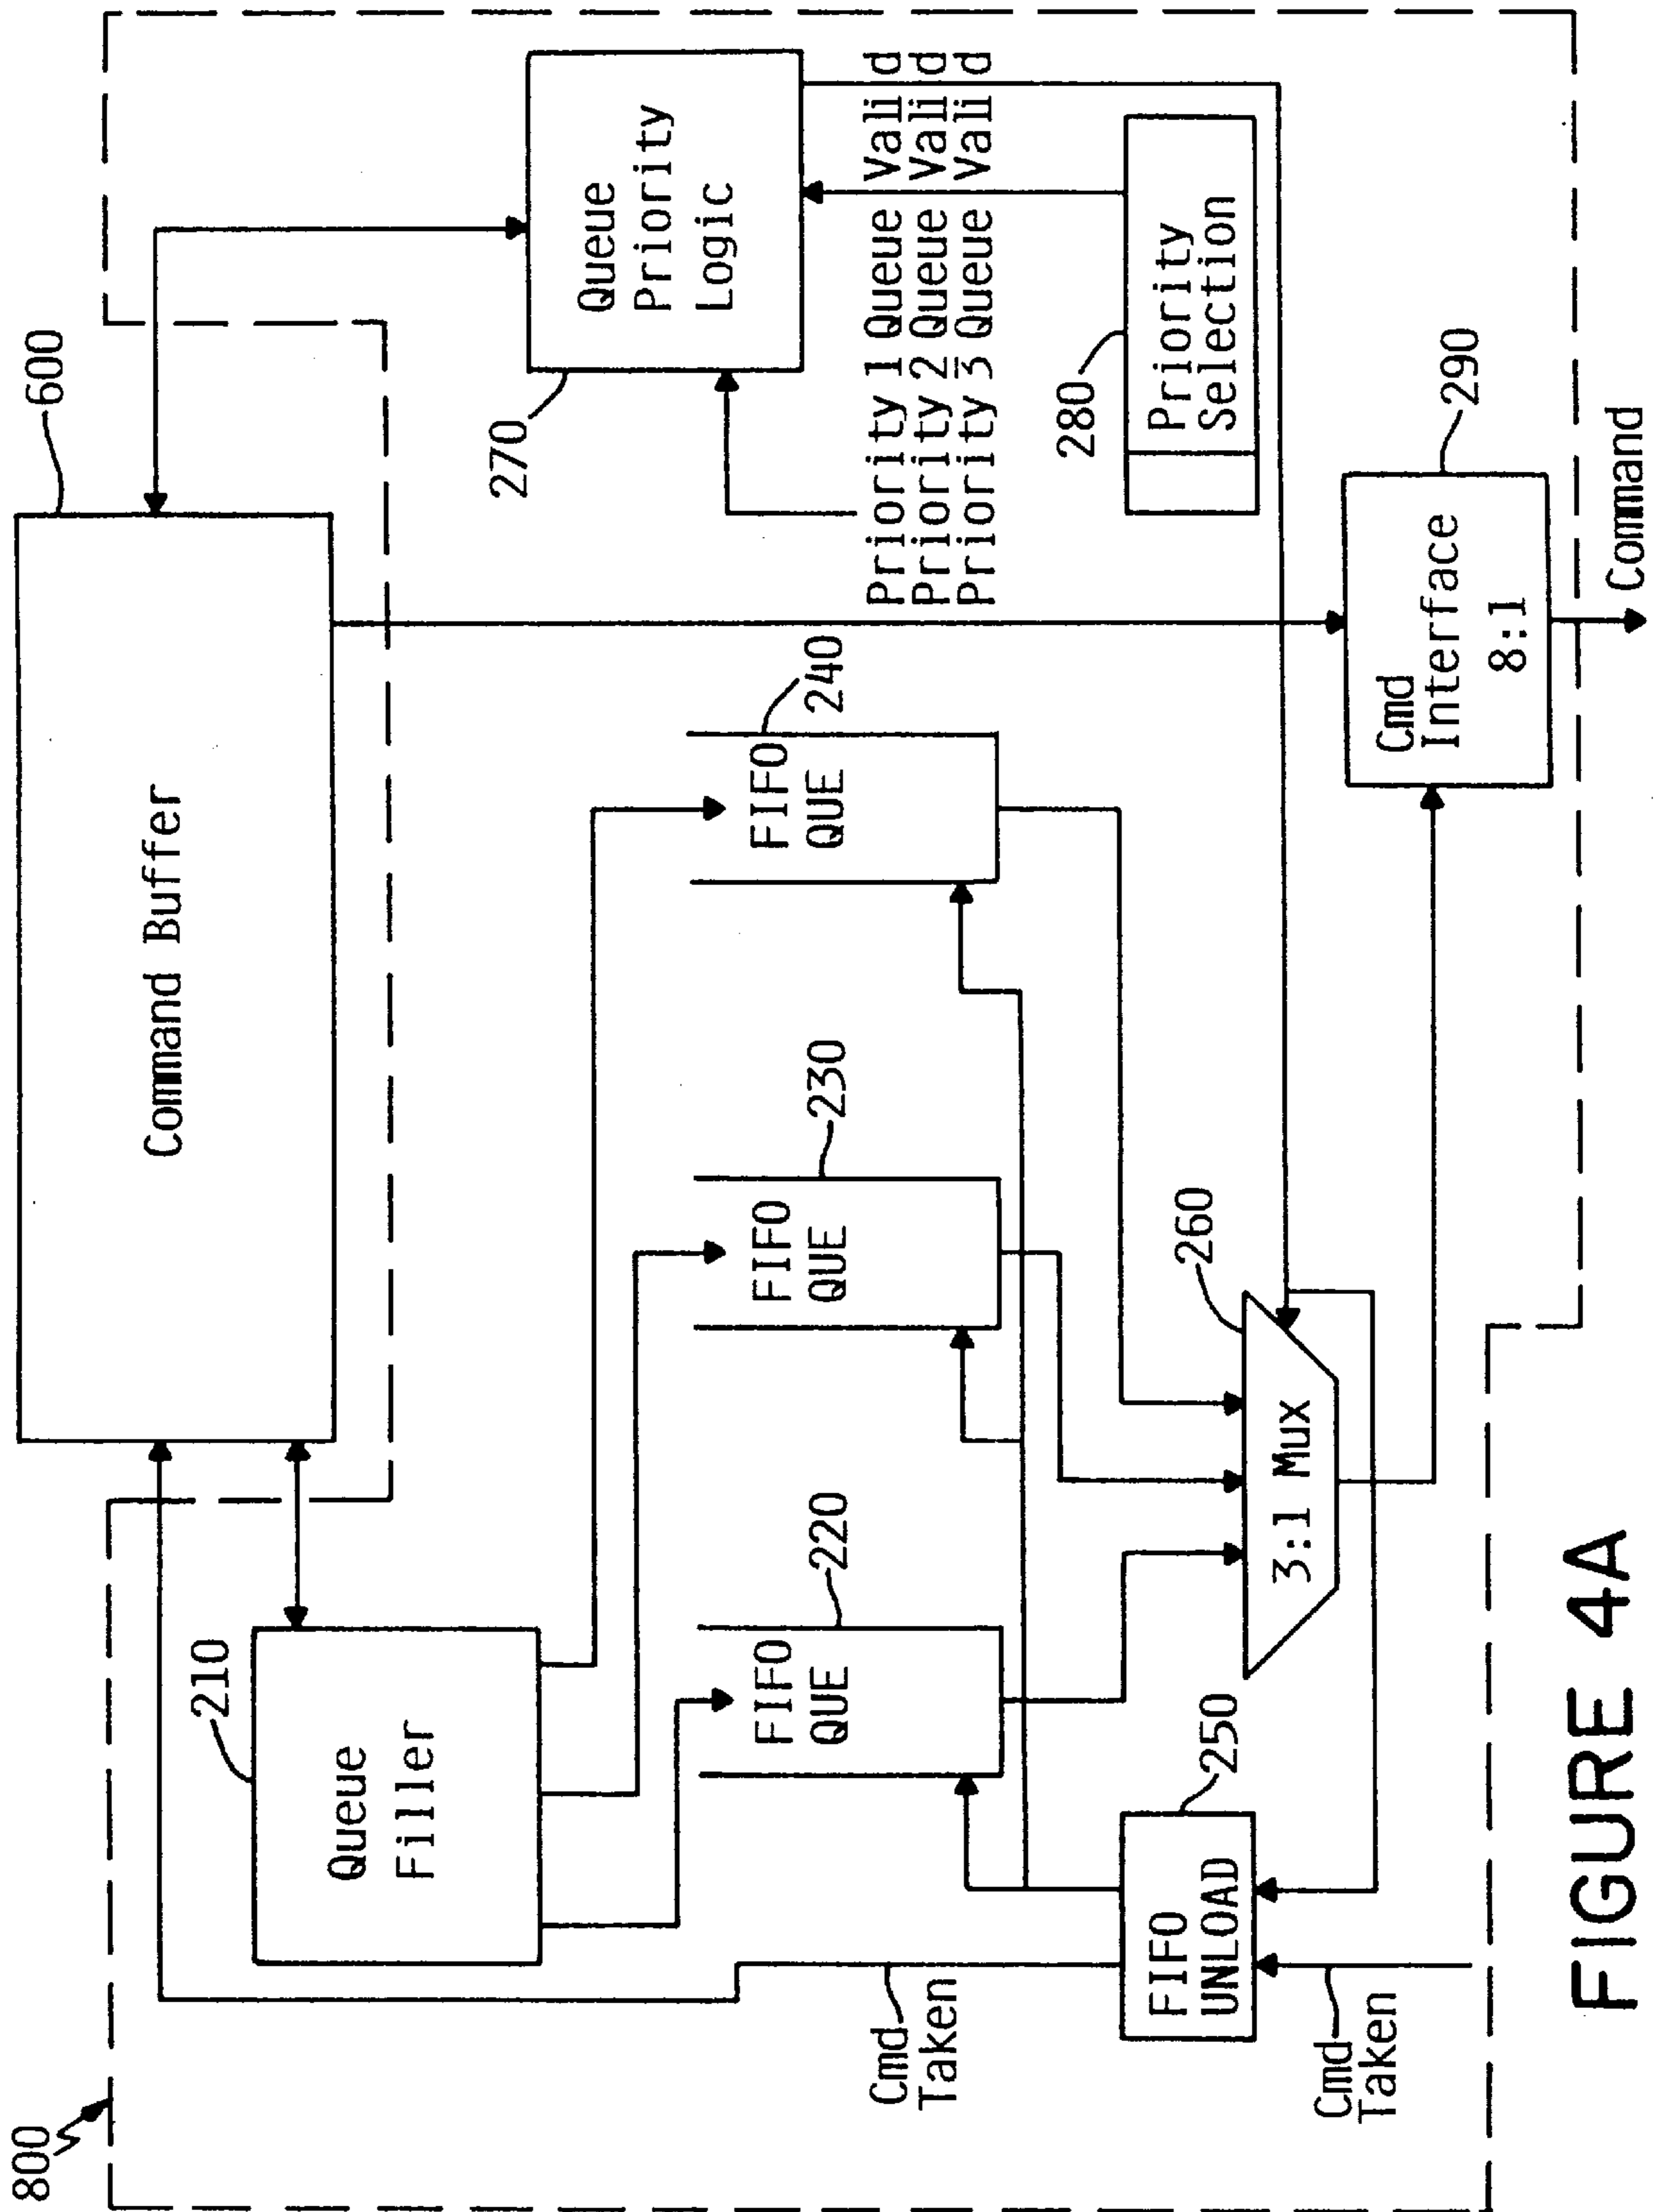 800
600
Command Buffer
210
Queue
Filler
270
Queue
Priority
Logic
220
FIFO
QUE
230
FIFO
QUE
240
FIFO
QUE
Priority 1 Queue Valid
Priority 2 Queue Valid
Priority 3 Queue Valid
280
Priority
Selection
Cmd
Taken
250
FIFO
UNLOAD
260
3:1 Mux
290
Cmd
Interface
8:1
Cmd
Taken
Command
FIGURE 4A